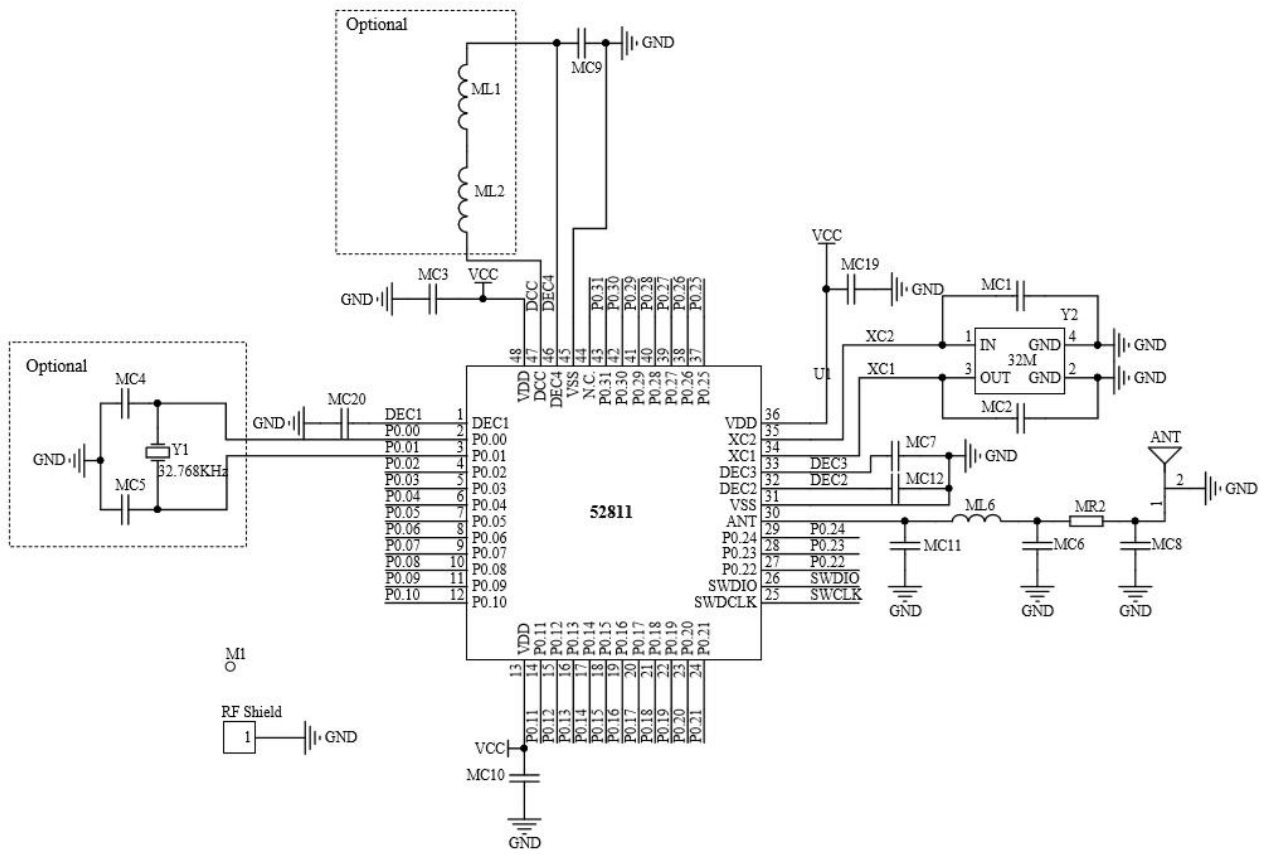 Optional
ML1
ML2
MC9
GND
MC3
VCC
GND
DCC
DEC4
P0.31
P0.30
P0.29
P0.28
P0.27
P0.26
P0.25
48
47
46
45
44
43
42
41
40
39
38
37
VDD
DCC
DEC4
VSS
N.C.
P0.31
P0.30
P0.29
P0.28
P0.27
P0.26
P0.25
VCC
MC19
GND
MC1
Y2
XC2
1 IN GND 4
GND
32M
XC1
3 OUT GND 2
GND
MC2
U1
Optional
MC4
GND
Y1
32.768KHz
MC5
GND
MC20
DEC1 1 DEC1
P0.00 2 P0.00
P0.01 3 P0.01
P0.02 4 P0.02
P0.03 5 P0.03
P0.04 6 P0.04
P0.05 7 P0.05
P0.06 8 P0.06
P0.07 9 P0.07
P0.08 10 P0.08
P0.09 11 P0.09
P0.10 12 P0.10
52811
VDD 36
XC2 35
XC1 34
DEC3 33 DEC3
DEC2 32 DEC2
VSS 31
ANT 30
P0.24 29 P0.24
P0.23 28 P0.23
P0.22 27 P0.22
SWDIO 26 SWDIO
SWDCLK 25 SWCLK
MC7
GND
MC12
ANT
2
GND
1
ML6
MR2
MC11
MC6
MC8
GND
GND
GND
VDD
P0.11
P0.12
P0.13
P0.14
P0.15
P0.16
P0.17
P0.18
P0.19
P0.20
P0.21
13
14
15
16
17
18
19
20
21
22
23
24
P0.11
P0.12
P0.13
P0.14
P0.15
P0.16
P0.17
P0.18
P0.19
P0.20
P0.21
M1
RF Shield
1
GND
VCC
MC10
GND